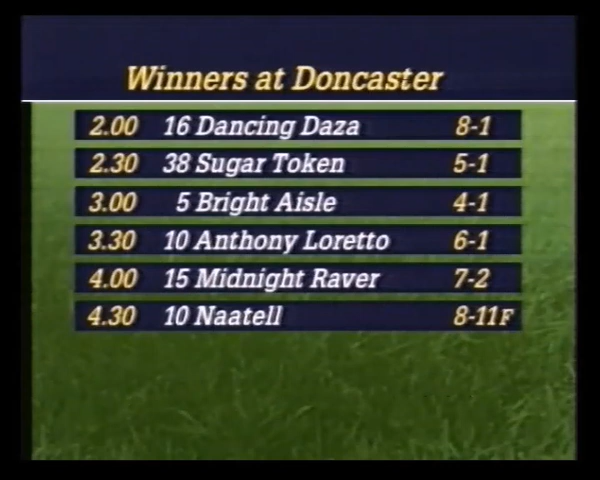 Winners at Doncaster
2.00 16 Dancing Daza 8-1
2.30 38 Sugar Token 5-1
3.00 5 Bright Aisle 4-1
3.30 10 Anthony Loretto 6-1
4.00 15 Midnight Raver 7-2
4.30 10 Naatell 8-11F